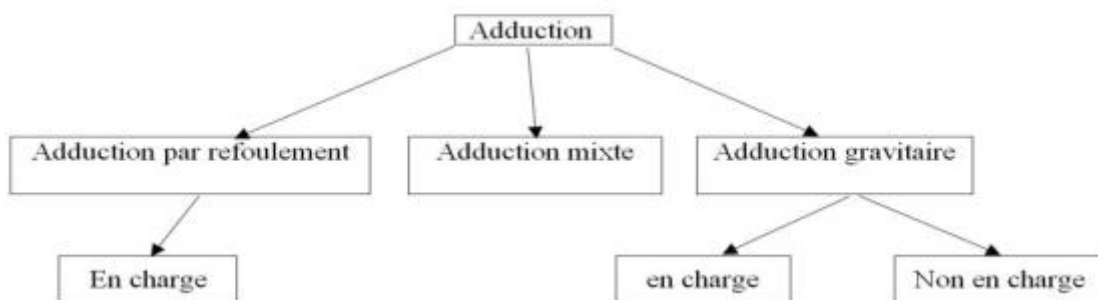 Adduction
Adduction par refoulement
Adduction mixte
Adduction gravitaire
En charge
en charge
Non en charge